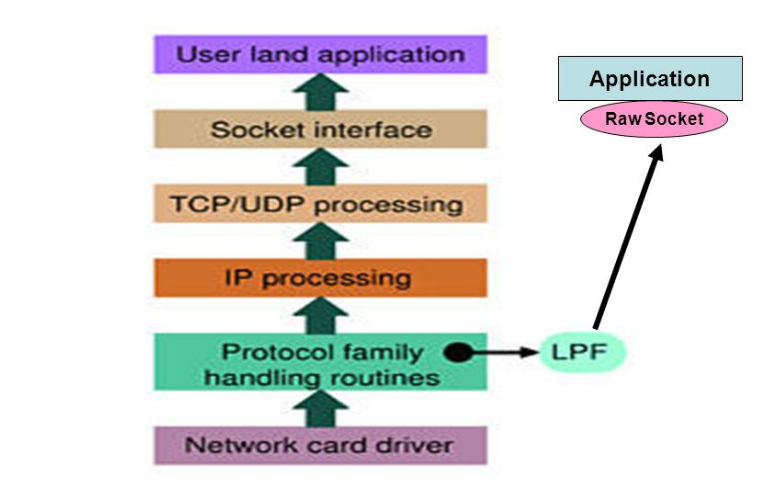 User land application
Socket interface
TCP/UDP processing
IP processing
Protocol family
handling routines
Network card driver
LPF
Application
Raw Socket